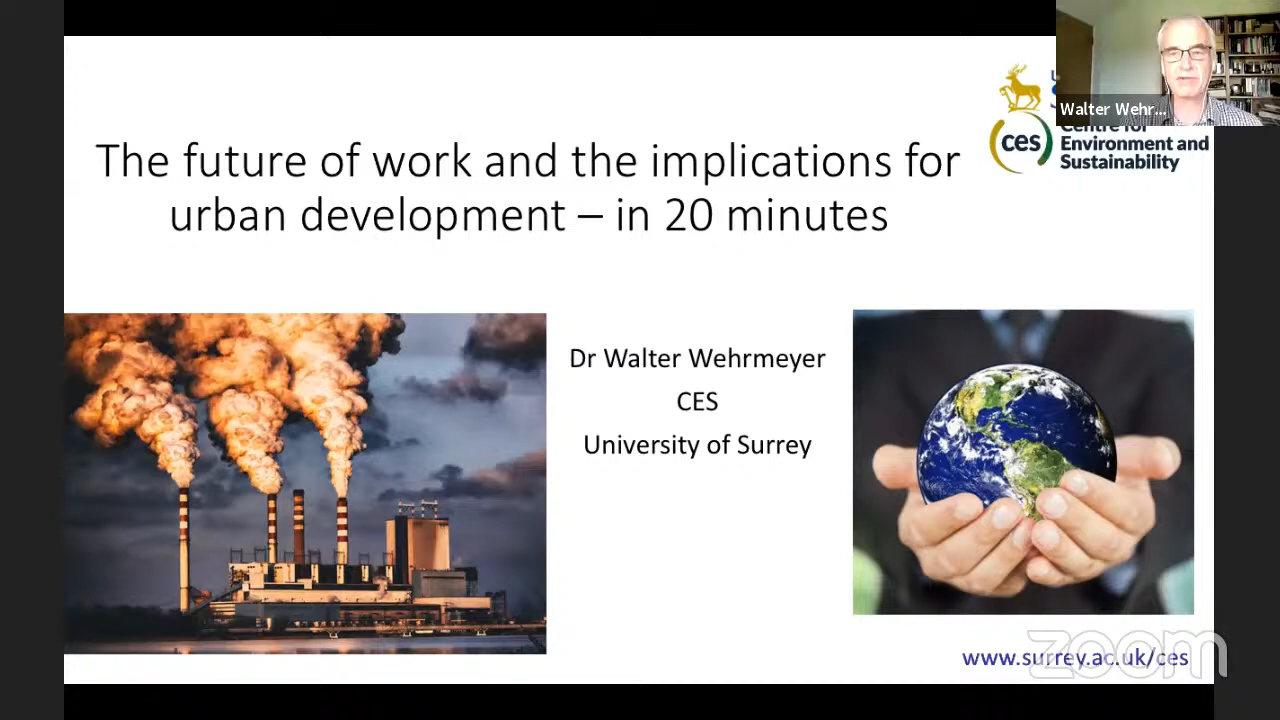 The future of work and the implications for
urban development – in 20 minutes
Walter Wehr...
ces
Centre for
Environment and
Sustainability
Dr Walter Wehrmeyer
CES
University of Surrey
www.surrey.ac.uk/ces
zoom